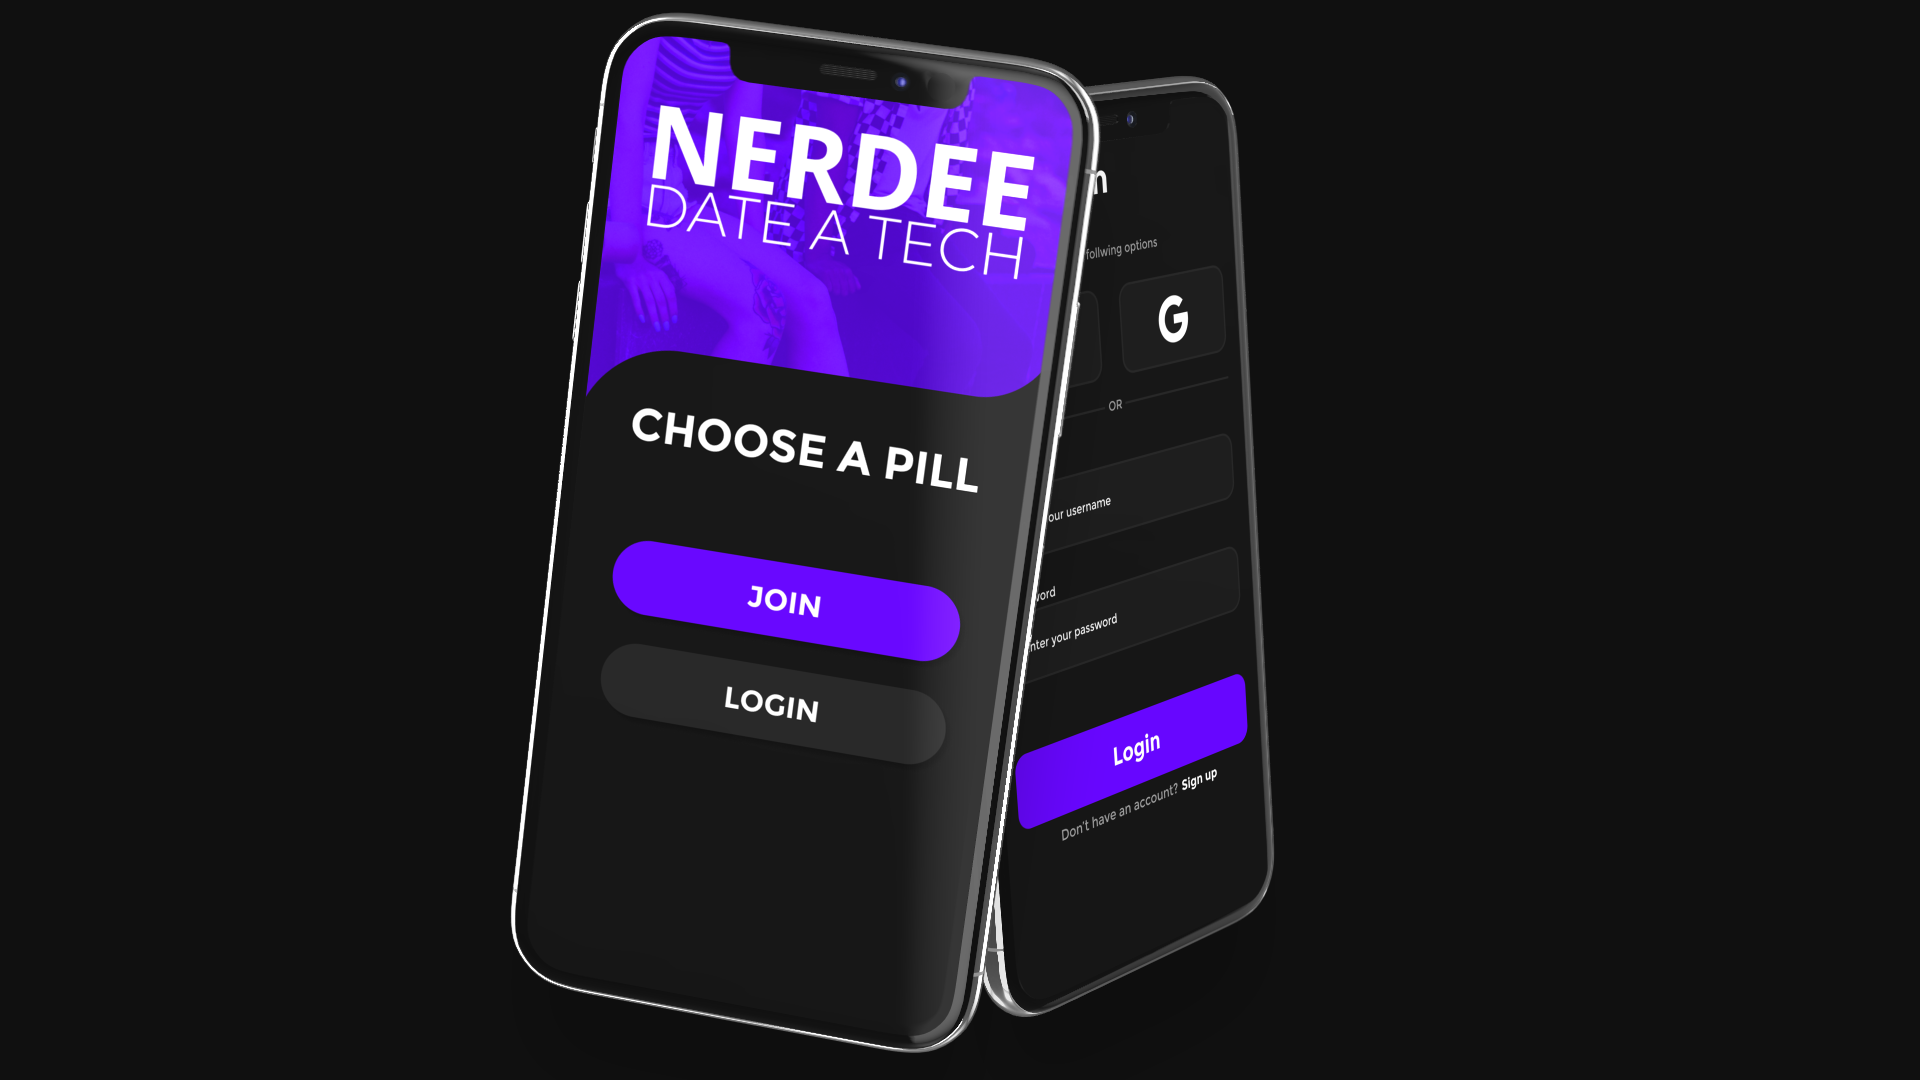 NERDEE
DATE A TECH
CHOOSE A PILL
JOIN
LOGIN
n
follwing options
G
OR
our username
word
nter your password
Login
Don't have an account? Sign up